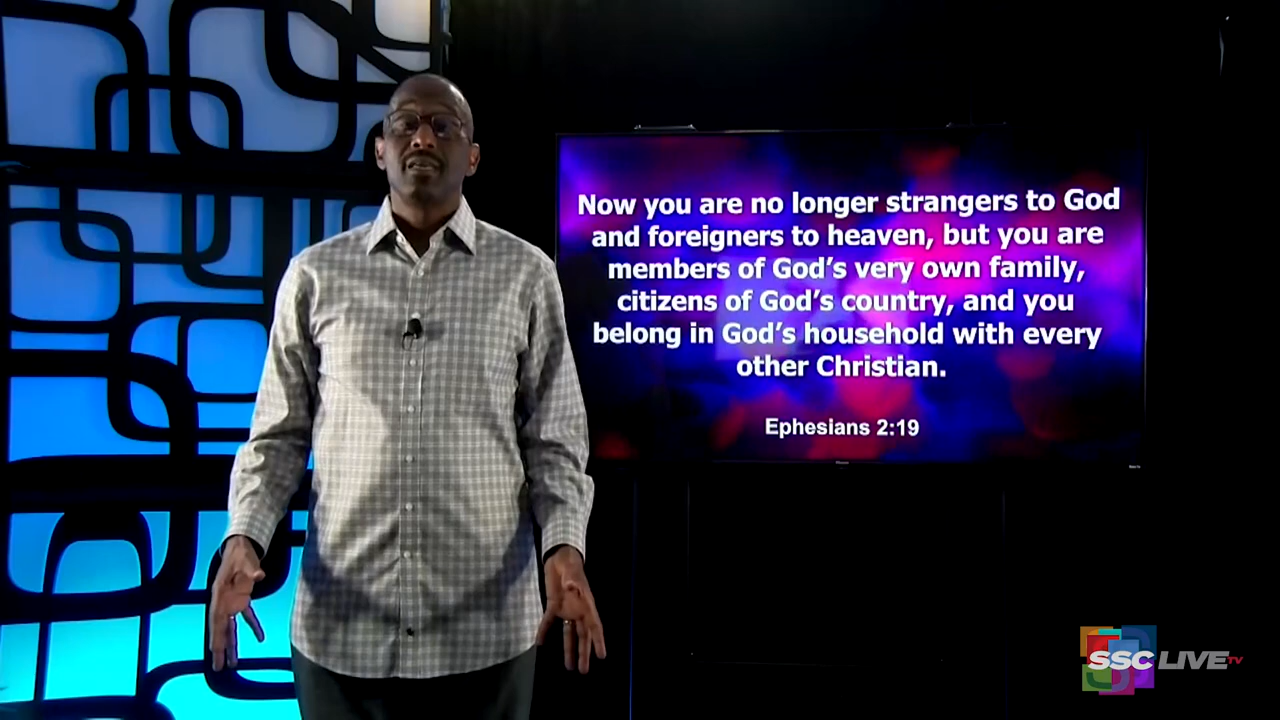 Now you are no longer strangers to God
and foreigners to heaven, but you are
members of God's very own family,
citizens of God's country, and you
belong in God's household with every
other Christian.
Ephesians 2:19
SSC LIVE TV